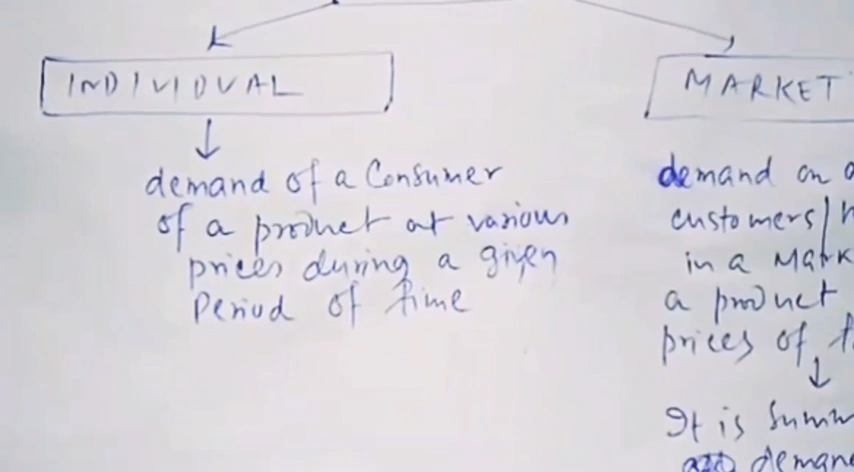 INDIVIDUAL
demand of a Consumer
of a product at various
prices during a given
Period of time
MARKET
demand on
customers/
in a
a product
prices of
It is